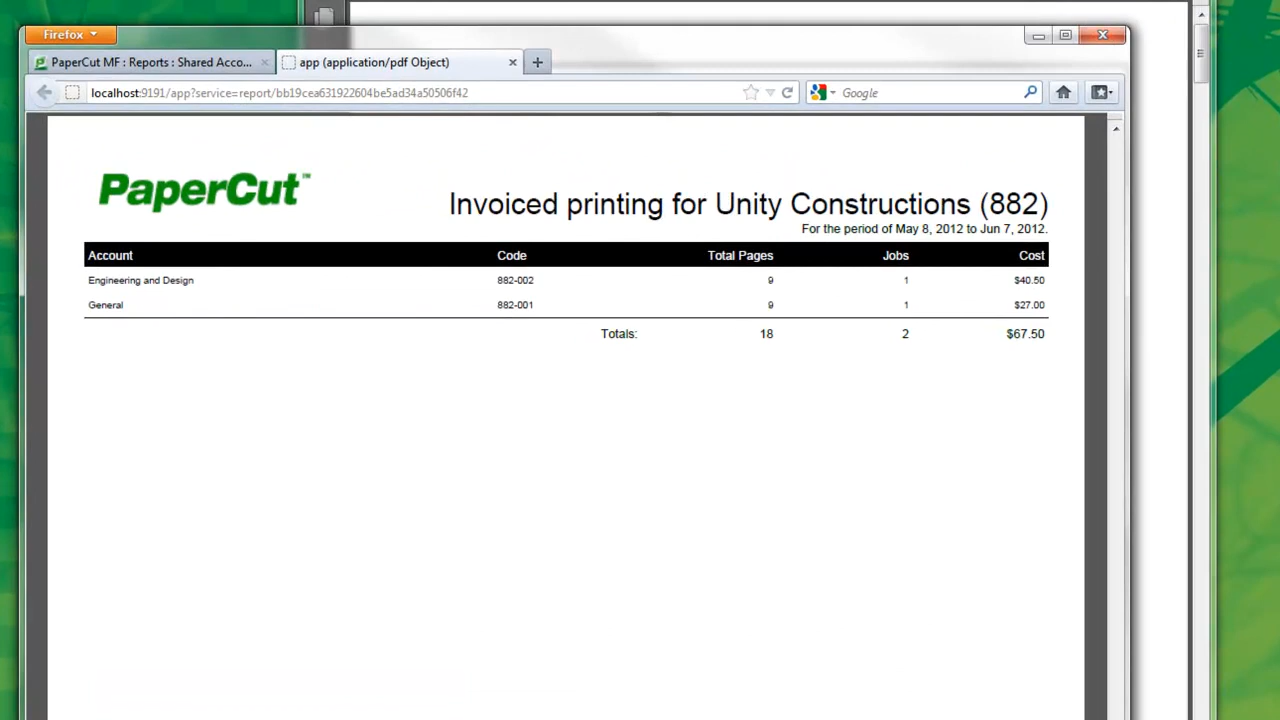 Firefox
PaperCut MF : Reports : Shared Acco...
app (application/pdf Object)
localhost:9191/app?service=report/bb19cea631922604be5ad34a50506f42
Google
PaperCut™
Invoiced printing for Unity Constructions (882)
For the period of May 8, 2012 to Jun 7, 2012.
Account Code Total Pages Jobs Cost
Engineering and Design 882-002 9 1 $40.50
General 882-001 9 1 $27.00
Totals: 18 2 $67.50